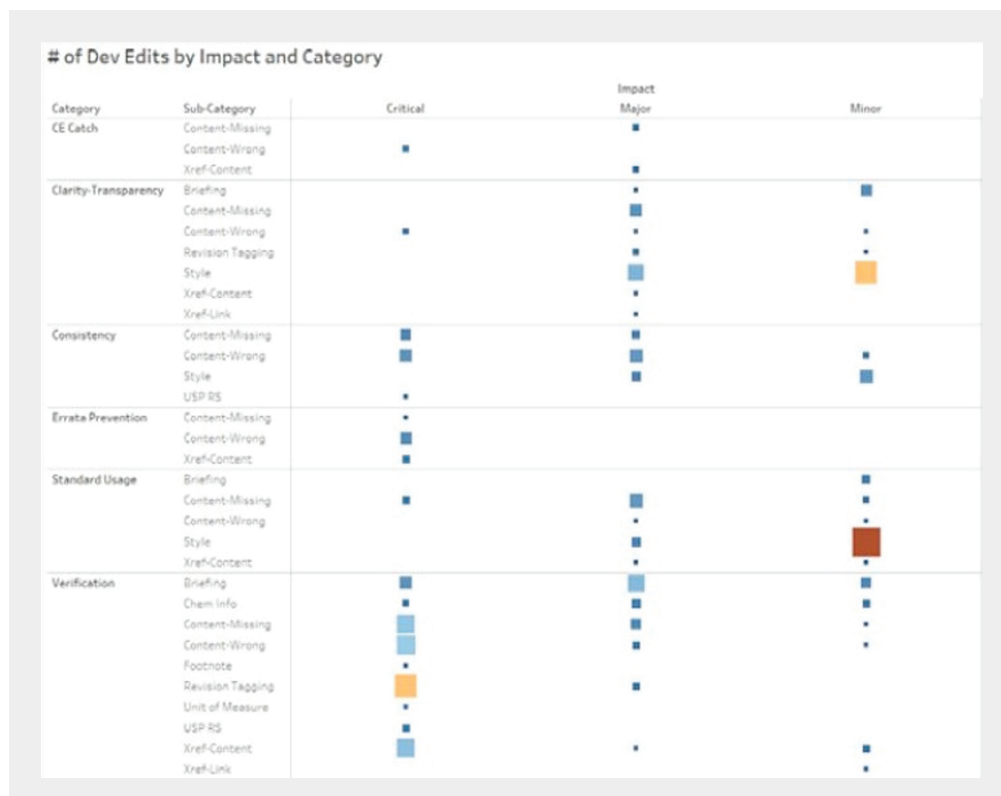 # of Dev Edits by Impact and Category
Impact
Category Sub-Category Critical Major Minor
CE Catch Content-Missing
Content-Wrong
Xref-Content
Clarity-Transparency Briefing
Content-Missing
Content-Wrong
Revision Tagging
Style
Xref-Content
Xref-Link
Consistency Content-Missing
Content-Wrong
Style
USP RS
Errata Prevention Content-Missing
Content-Wrong
Xref-Content
Standard Usage Briefing
Content-Missing
Content-Wrong
Style
Xref-Content
Verification Briefing
Chem Info
Content-Missing
Content-Wrong
Footnote
Revision Tagging
Unit of Measure
USP RS
Xref-Content
Xref-Link